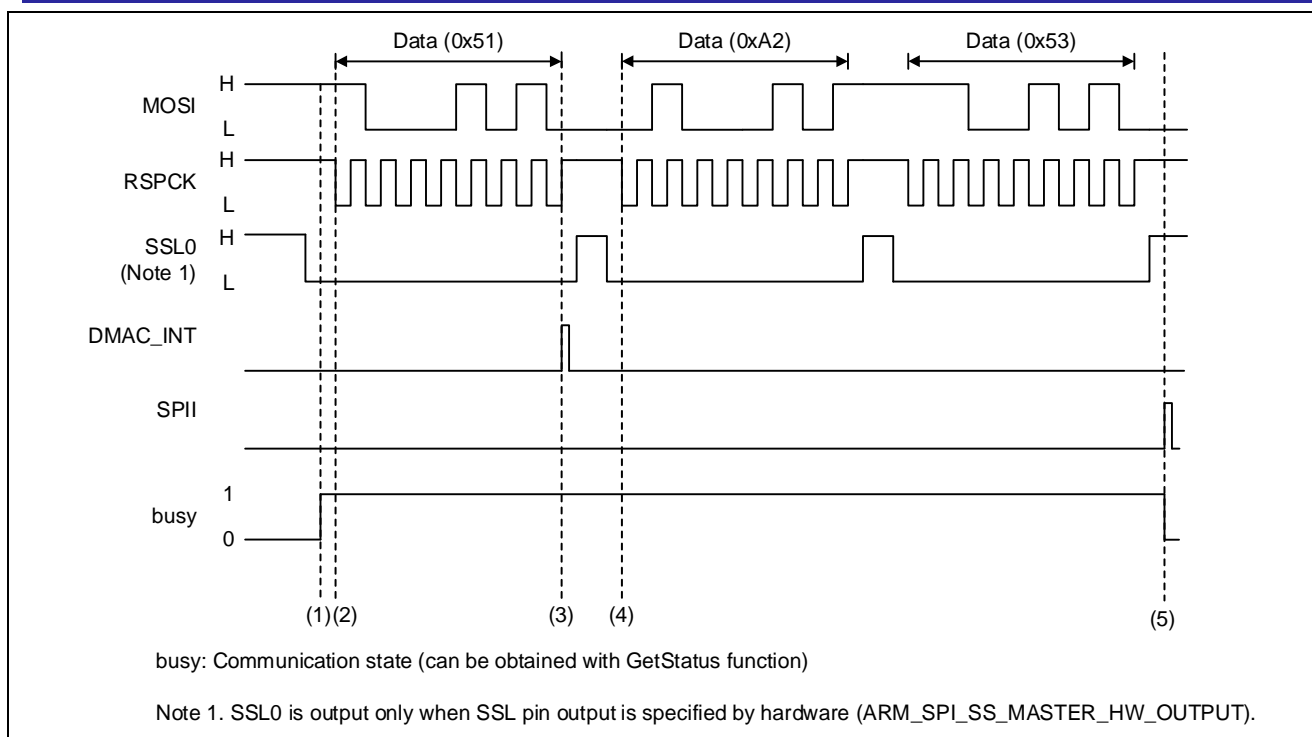 Data (0x51) Data (0xA2) Data (0x53)
H
MOSI
L
H
RSPCK
L
H
SSL0
(Note 1)
L
DMAC_INT
SPII
1
busy
0
(1) (2) (3) (4) (5)
busy: Communication state (can be obtained with GetStatus function)
Note 1. SSL0 is output only when SSL pin output is specified by hardware (ARM_SPI_SS_MASTER_HW_OUTPUT).